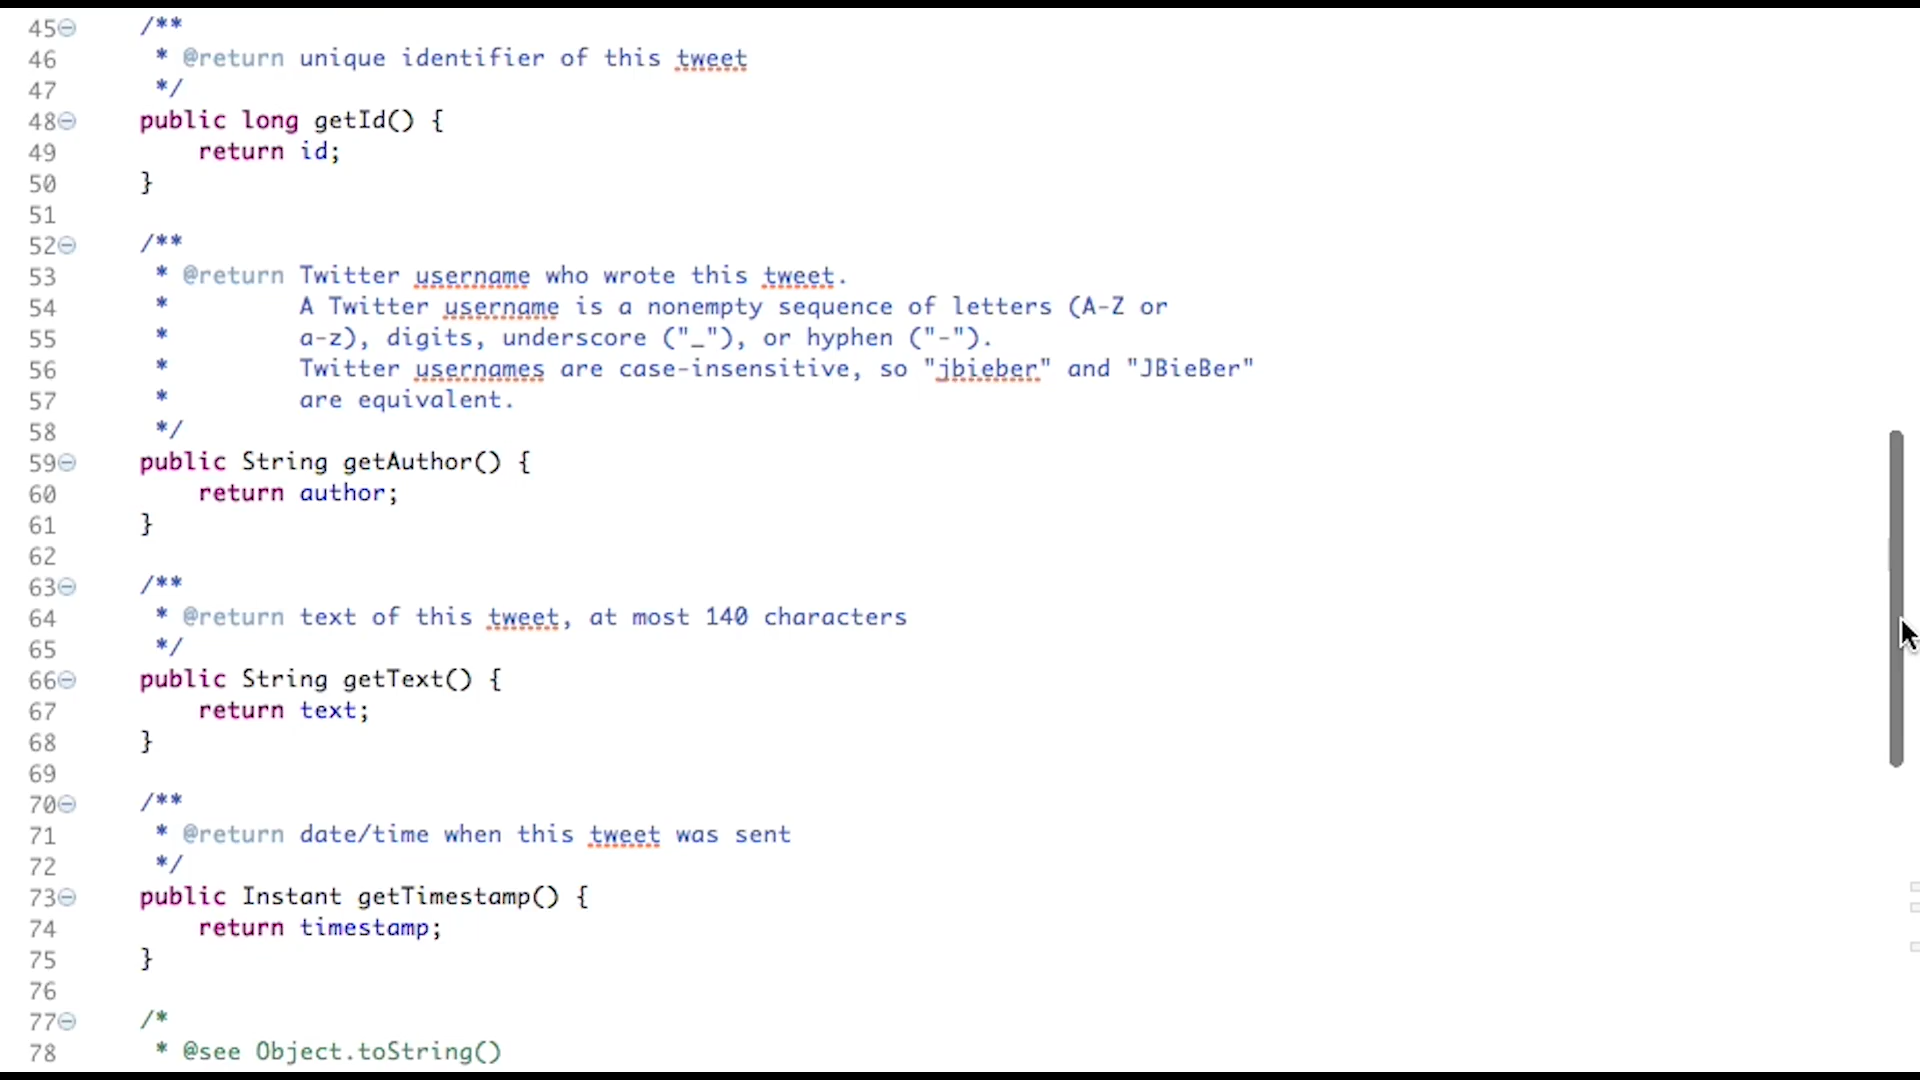 45 /**
46 * @return unique identifier of this tweet
47 */
48 public long getId() {
49 return id;
50 }
51
52 /**
53 * @return Twitter username who wrote this tweet.
54 * A Twitter username is a nonempty sequence of letters (A-Z or
55 * a-z), digits, underscore ("_"), or hyphen ("-").
56 * Twitter usernames are case-insensitive, so "jbieber" and "JBieBer"
57 * are equivalent.
58 */
59 public String getAuthor() {
60 return author;
61 }
62
63 /**
64 * @return text of this tweet, at most 140 characters
65 */
66 public String getText() {
67 return text;
68 }
69
70 /**
71 * @return date/time when this tweet was sent
72 */
73 public Instant getTimestamp() {
74 return timestamp;
75 }
76
77 /*
78 * @see Object.toString()